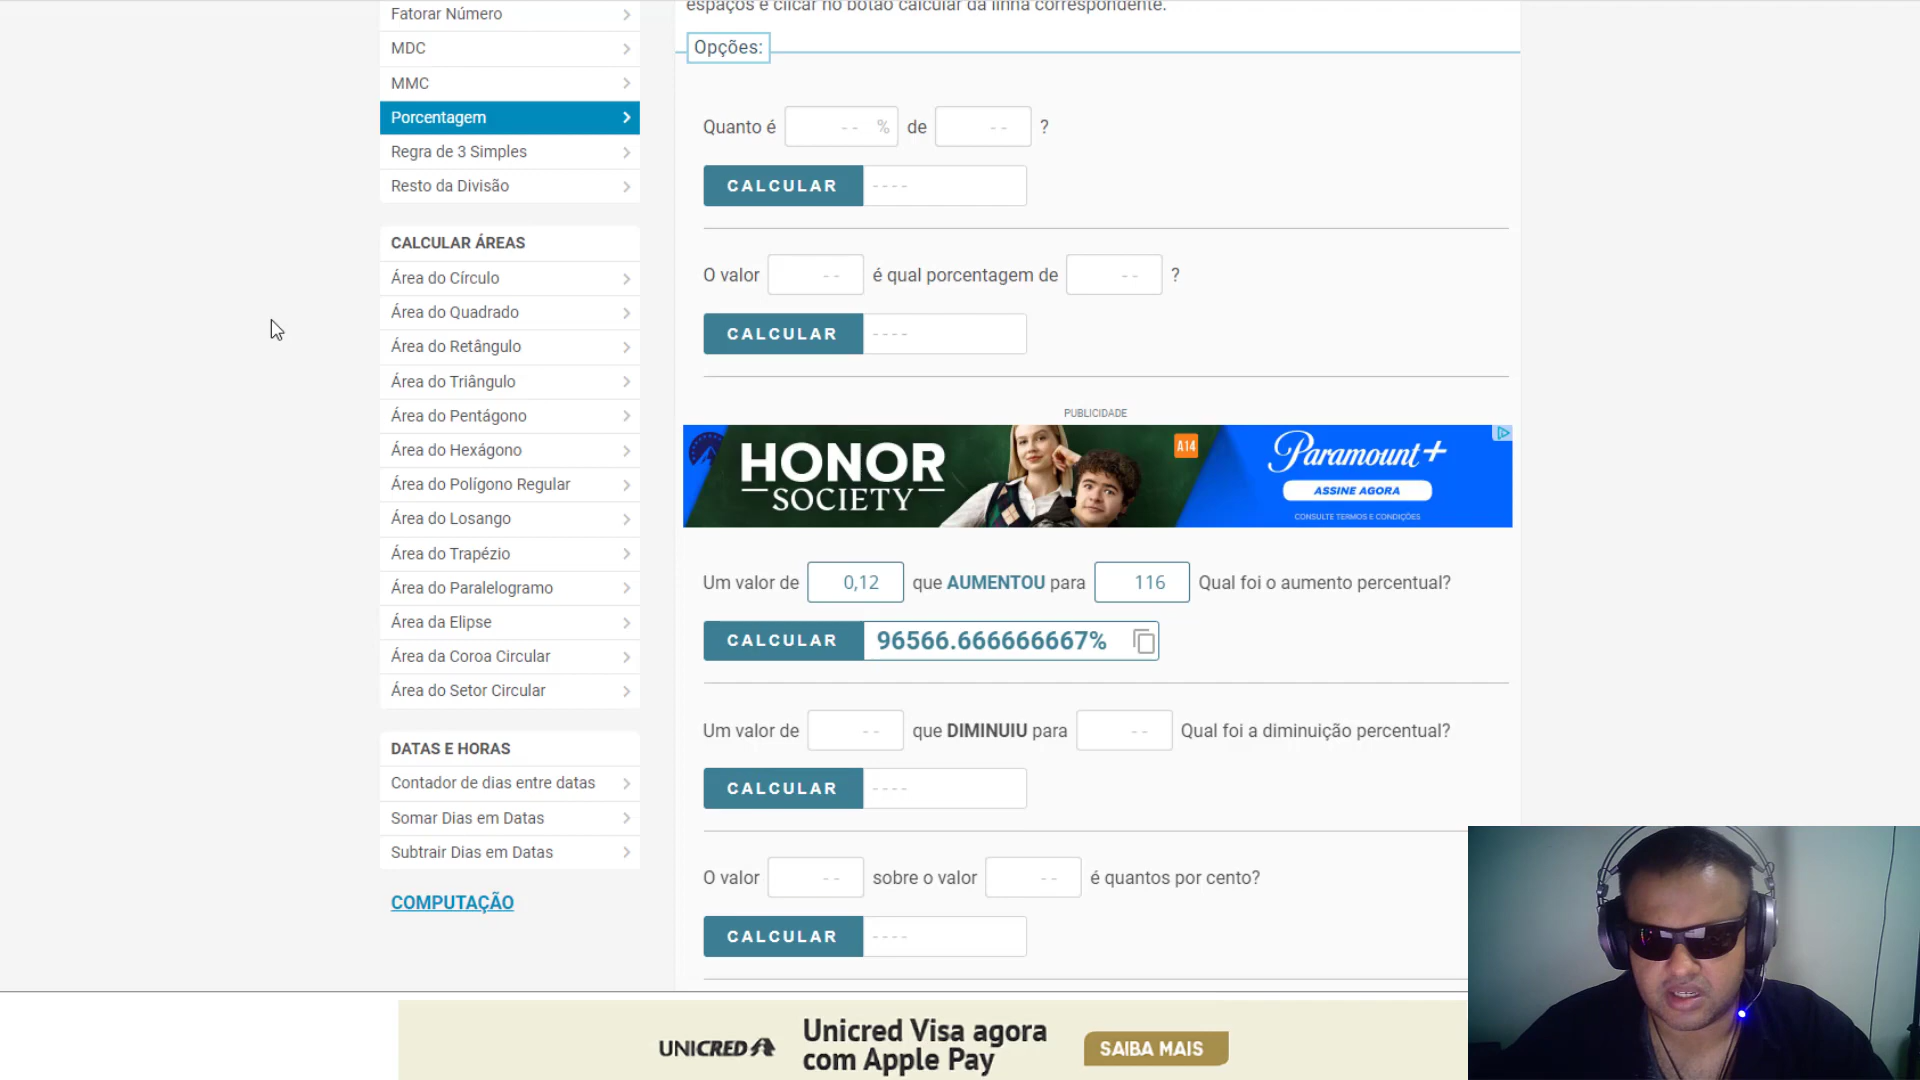 espaços e clicar no botão calcular da linha correspondente.
Fatorar Número
MDC
MMC
Porcentagem
Regra de 3 Simples
Resto da Divisão
CALCULAR ÁREAS
Área do Círculo
Área do Quadrado
Área do Retângulo
Área do Triângulo
Área do Pentágono
Área do Hexágono
Área do Polígono Regular
Área do Losango
Área do Trapézio
Área do Paralelogramo
Área da Elipse
Área da Coroa Circular
Área do Setor Circular
DATAS E HORAS
Contador de dias entre datas
Somar Dias em Datas
Subtrair Dias em Datas
COMPUTAÇÃO
Opções:
Quanto é -- % de -- ?
CALCULAR ----
O valor -- é qual porcentagem de -- ?
CALCULAR ----
PUBLICIDADE
HONOR
SOCIETY
A14
Paramount+
ASSINE AGORA
CONSULTE TERMOS E CONDIÇÕES
Um valor de 0,12 que AUMENTOU para 116 Qual foi o aumento percentual?
CALCULAR 96566.666666667%
Um valor de -- que DIMINUIU para -- Qual foi a diminuição percentual?
CALCULAR ----
O valor -- sobre o valor -- é quantos por cento?
CALCULAR ----
UNICRED
Unicred Visa agora
com Apple Pay
SAIBA MAIS